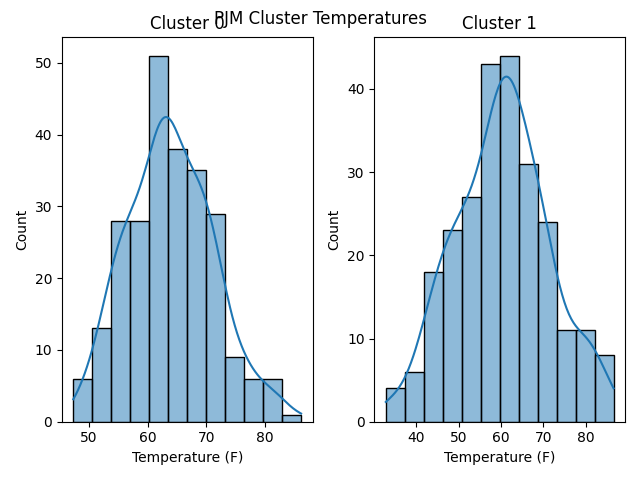 PJM Cluster Temperatures
Cluster 0
Cluster 1
Count
50
40
30
20
10
0
50 60 70 80
Temperature (F)
Count
40
30
20
10
0
40 50 60 70 80
Temperature (F)